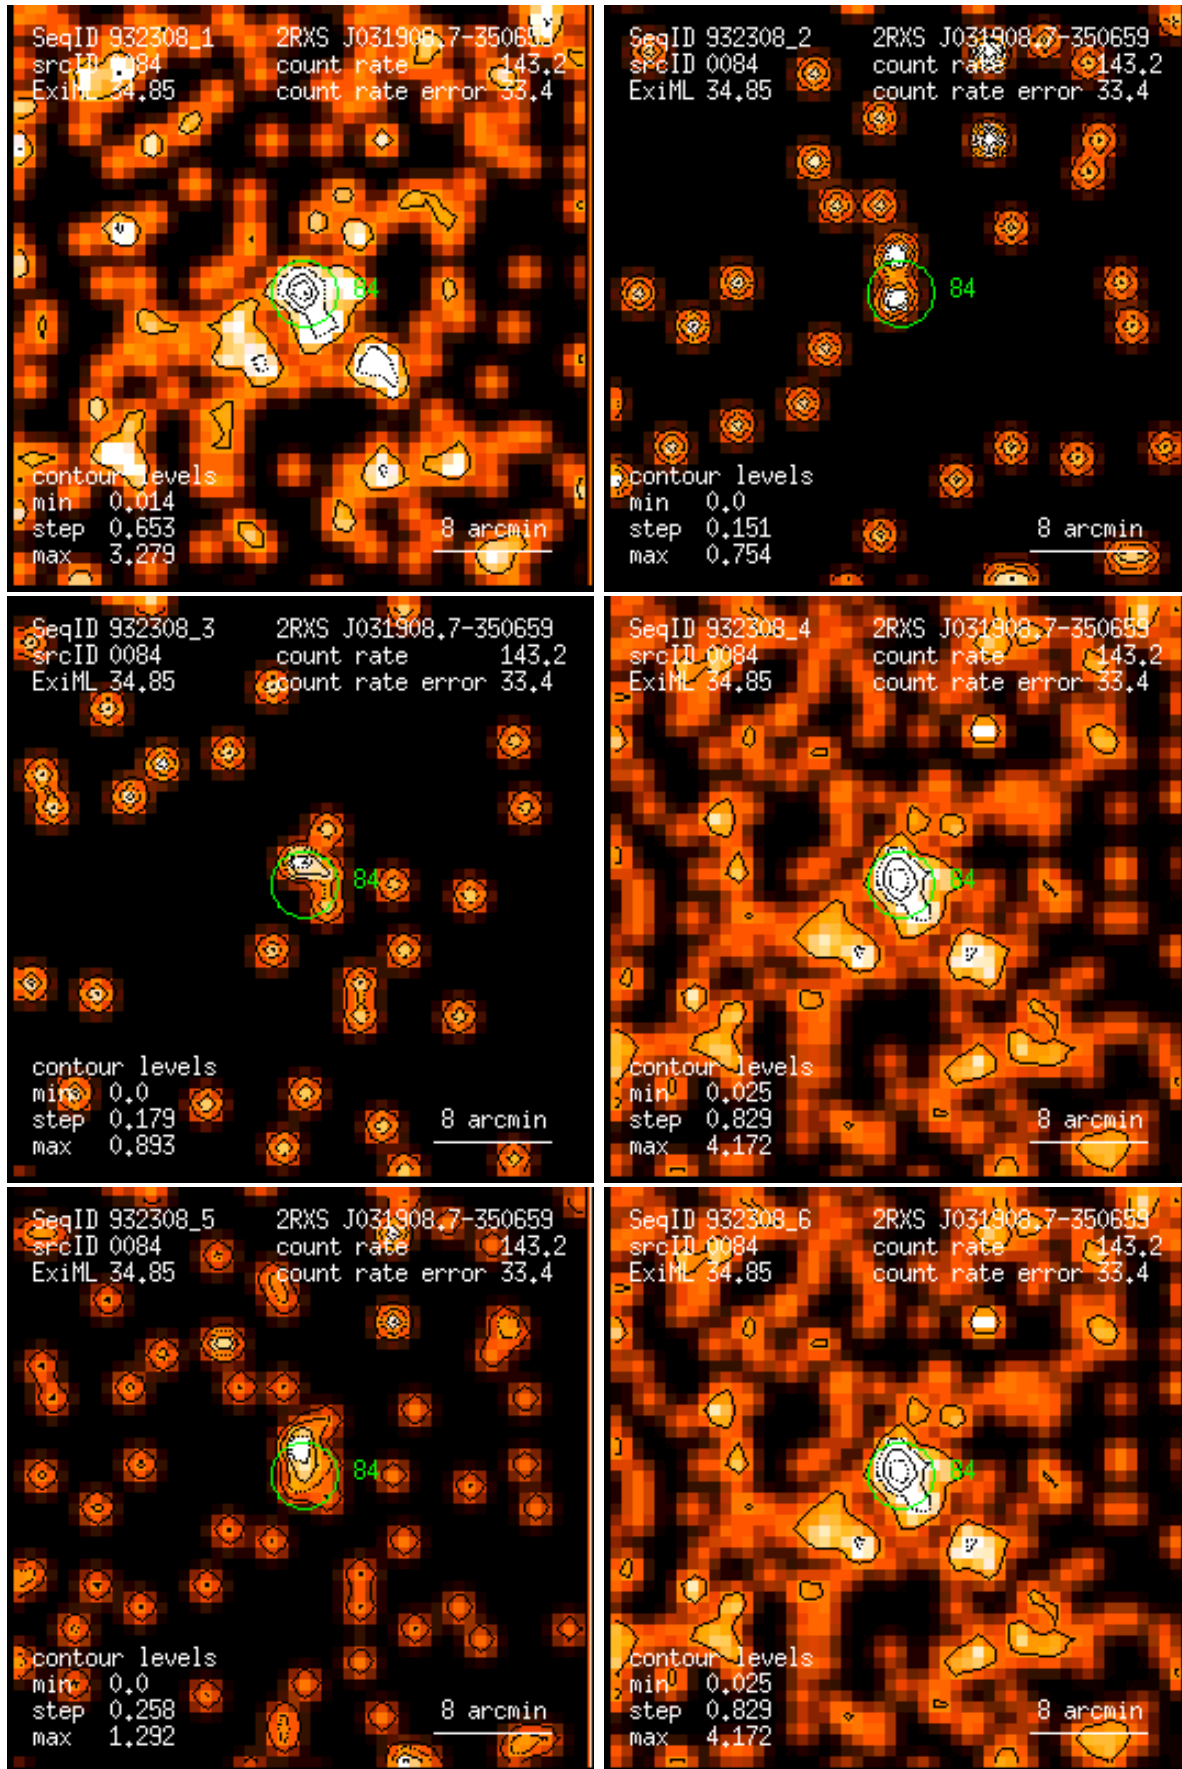 SeqID 932308_1 2RXS J031908.7-350659
srcID 0084 count rate 143.2
ExiML 34.85 count rate error 33.4
84
contour levels
min 0.014
step 0.653 8 arcmin
max 3.279
SeqID 932308_2 2RXS J031908.7-350659
srcID 0084 count rate 143.2
ExiML 34.85 count rate error 33.4
84
contour levels
min 0.0
step 0.151 8 arcmin
max 0.754
SeqID 932308_3 2RXS J031908.7-350659
srcID 0084 count rate 143.2
ExiML 34.85 count rate error 33.4
84
contour levels
min 0.0
step 0.179 8 arcmin
max 0.893
SeqID 932308_4 2RXS J031908.7-350659
srcID 0084 count rate 143.2
ExiML 34.85 count rate error 33.4
84
contour levels
min 0.025
step 0.829 8 arcmin
max 4.172
SeqID 932308_5 2RXS J031908.7-350659
srcID 0084 count rate 143.2
ExiML 34.85 count rate error 33.4
84
contour levels
min 0.0
step 0.258 8 arcmin
max 1.292
SeqID 932308_6 2RXS J031908.7-350659
srcID 0084 count rate 143.2
ExiML 34.85 count rate error 33.4
84
contour levels
min 0.025
step 0.829 8 arcmin
max 4.172